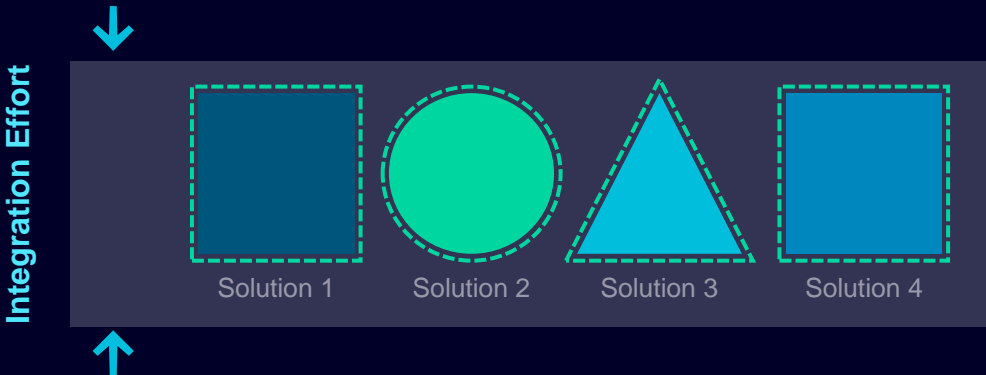 Integration Effort
Solution 1
Solution 2
Solution 3
Solution 4